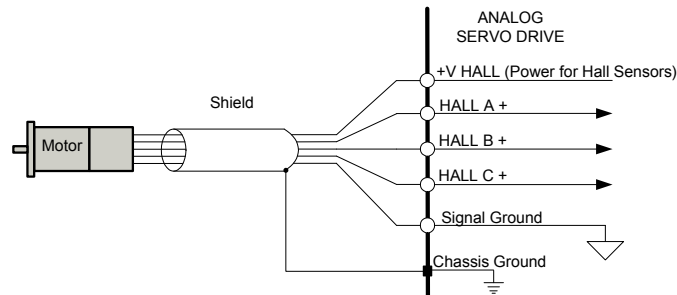 ANALOG
SERVO DRIVE
+V HALL (Power for Hall Sensors)
Shield
HALL A +
Motor
HALL B +
HALL C +
Signal Ground
Chassis Ground